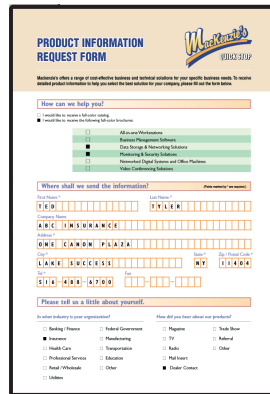 PRODUCT INFORMATION
REQUEST FORM
MacKenzie's
QUICK STOP
Mackenzie's offers a range of cost-effective business and technical solutions for your specific business needs. To receive
detailed product information to help you select the best solution for your company, please fill out the form below.
How can we help you?
I would like to receive a full-color catalog.
I would like to receive the following full-color brochures:
All-in-one Workstations
Business Management Software
Data Storage & Networking Solutions
Monitoring & Security Solutions
Networked Digital Systems and Office Machines
Video Conferencing Solutions
Where shall we send the information? (Fields marked by * are required.)
First Name * Last Name *
TED TYLER
Company Name
ABC INSURANCE
Address *
ONE CANON PLAZA
City * State * Zip / Postal Code *
LAKE SUCCESS NY 11404
Tel * Fax
516-488-6700
Please tell us a little about yourself.
In what industry is your organization? How did you hear about our products?
Banking / Finance Federal Government Magazine Trade Show
Insurance Manufacturing TV Referral
Health Care Transportation Radio Other
Professional Services Education Mail Insert
Retail / Wholesale Other Dealer Contact
Utilities